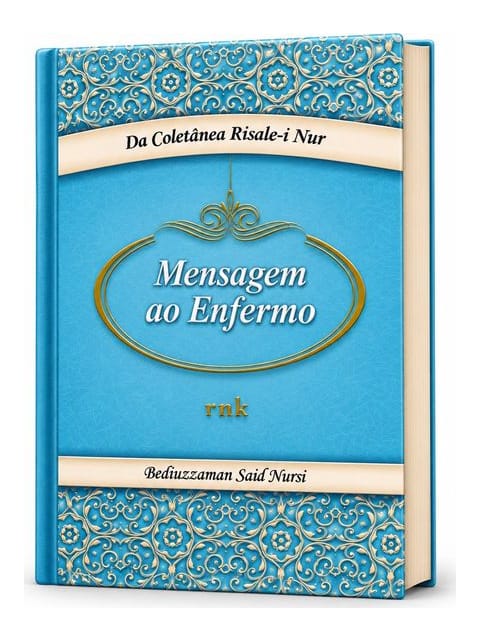 Da Coletânea Risale-i Nur
Mensagem
ao Enfermo
rnk
Bediuzzaman Said Nursi